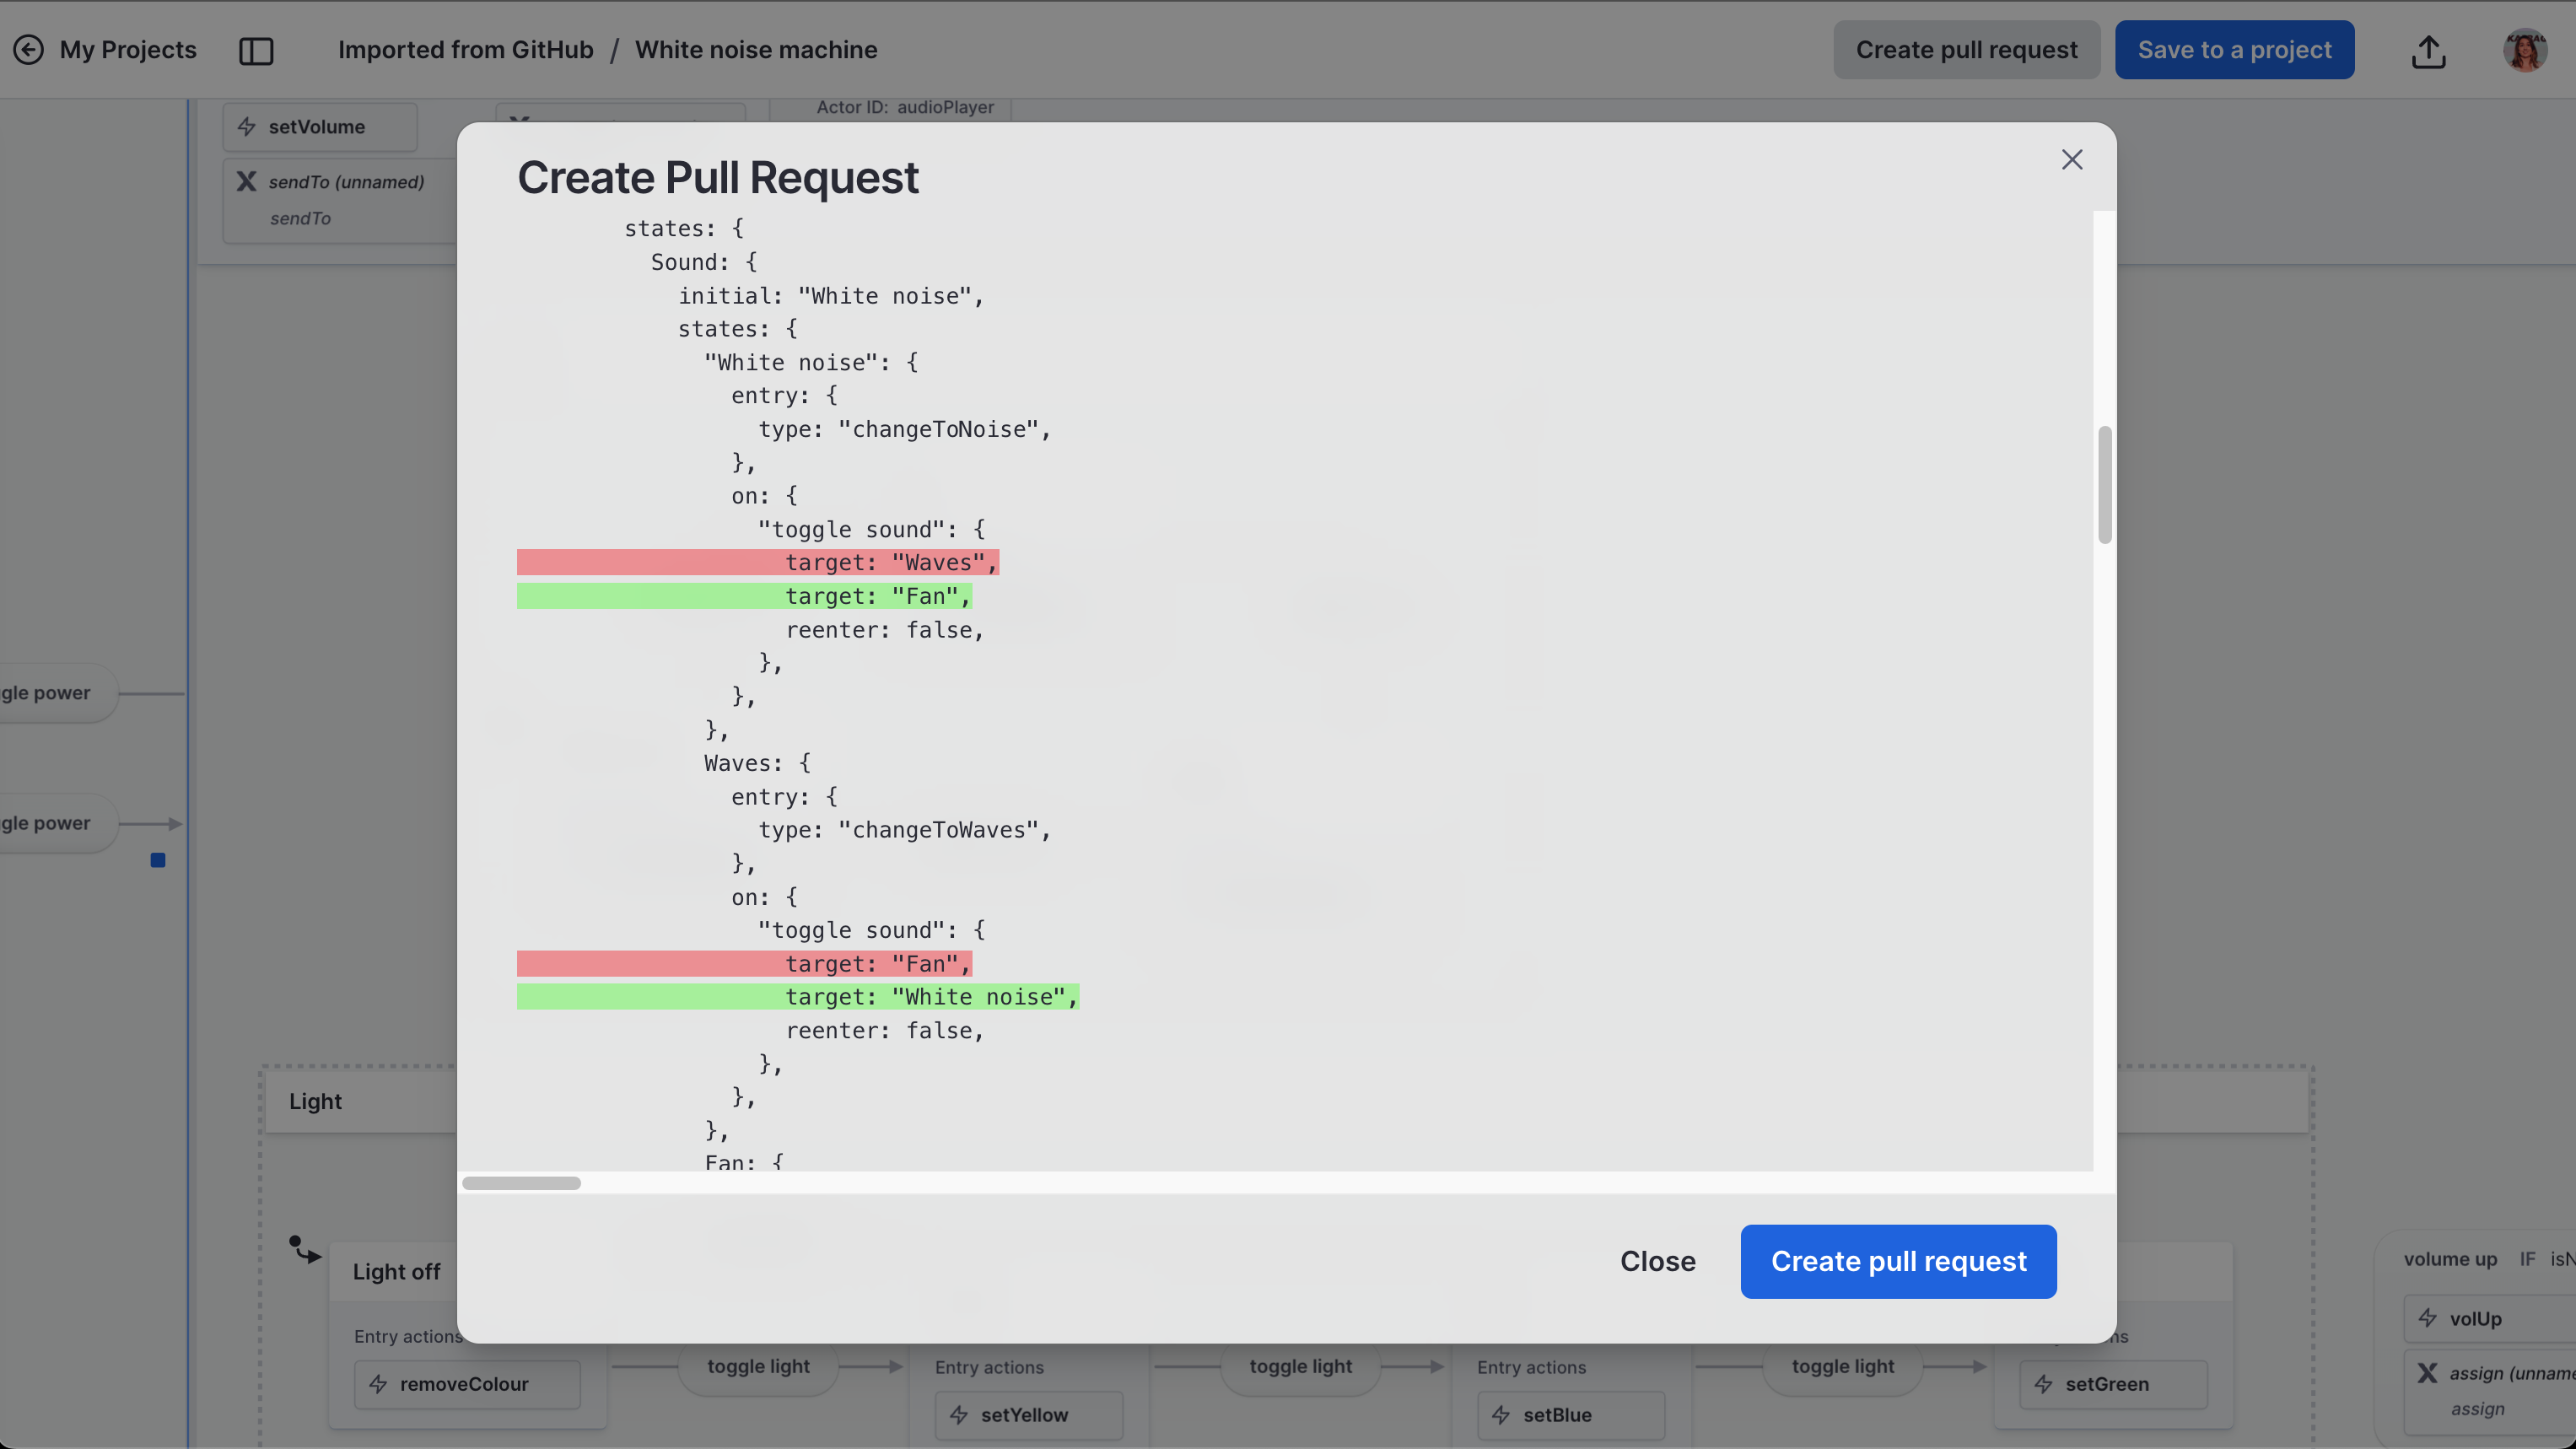 My Projects
Imported from GitHub / White noise machine
Create pull request
Save to a project
setVolume
Actor ID: audioPlayer
sendTo (unnamed)
sendTo
Create Pull Request
states: {
Sound: {
initial: "White noise",
states: {
"White noise": {
entry: {
type: "changeToNoise",
},
on: {
"toggle sound": {
target: "Waves",
target: "Fan",
reenter: false,
},
},
},
Waves: {
entry: {
type: "changeToWaves",
},
on: {
"toggle sound": {
target: "Fan",
target: "White noise",
reenter: false,
},
},
},
Fan: {
gle power
gle power
Close
Create pull request
Light
Light off
Entry actions
removeColour
toggle light
Entry actions
setYellow
toggle light
Entry actions
setBlue
toggle light
ns
setGreen
volume up IF isN
volUp
assign (unname
assign